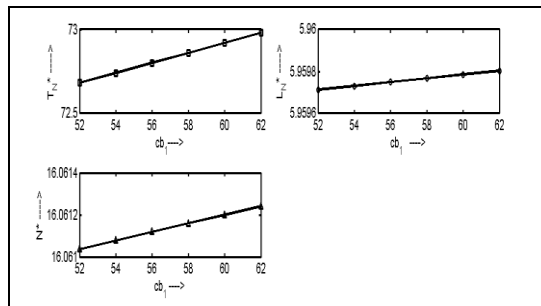 73
72.5
52 54 56 58 60 62
cb1 ---->
5.96
5.9598
5.9596
L_z* ---->
52 54 56 58 60 62
cb1 ---->
16.0614
16.0612
16.061
z* ---->
52 54 56 58 60 62
cb1 ---->